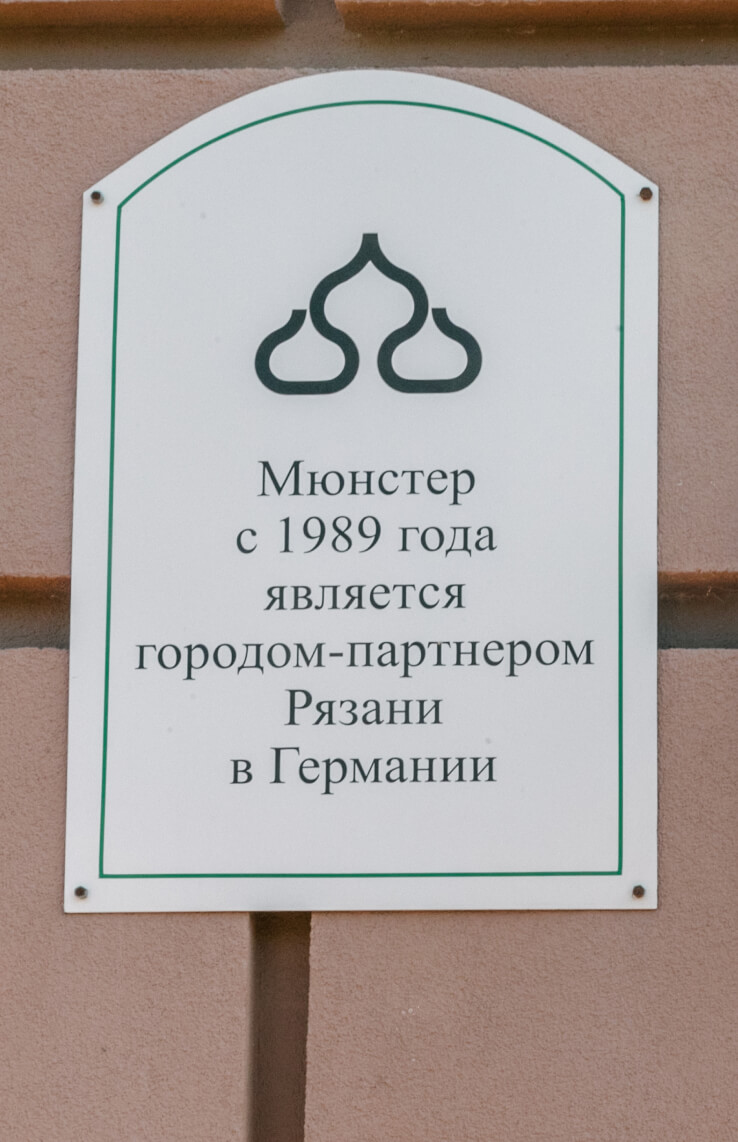 Мюнстер
с 1989 года
является
городом-партнером
Рязани
в Германии